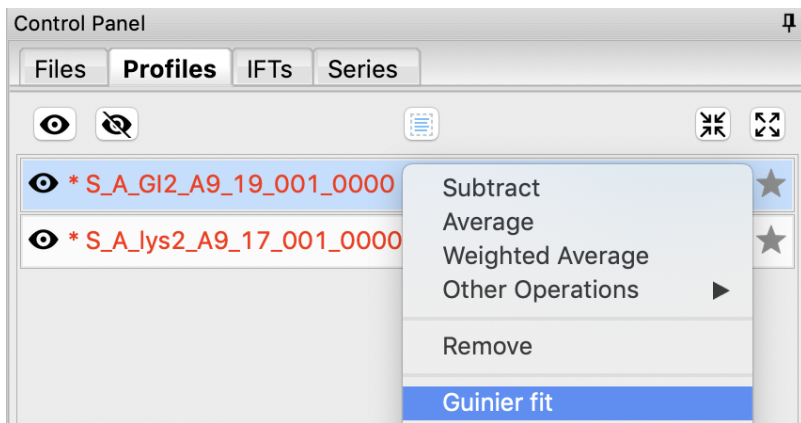 Control Panel
Files Profiles IFTs Series
* S_A_GI2_A9_19_001_0000
* S_A_lys2_A9_17_001_0000
Subtract
Average
Weighted Average
Other Operations
Remove
Guinier fit